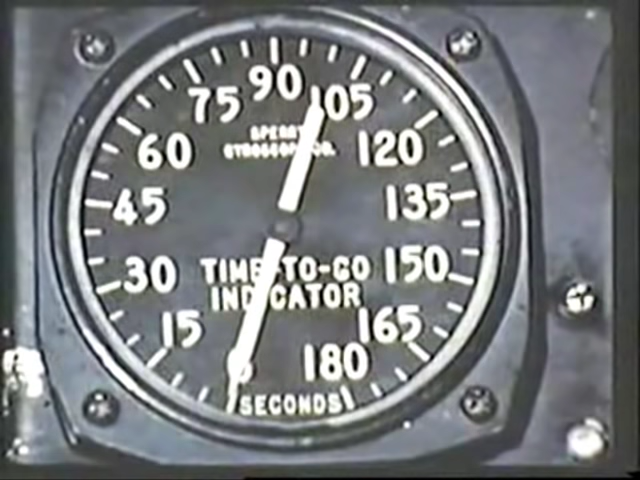 90
75 105
SPERRY
GYROSCOPE CO.
60 120
45 135
TIME-TO-GO
30 150
INDICATOR
15 165
0 180
SECONDS